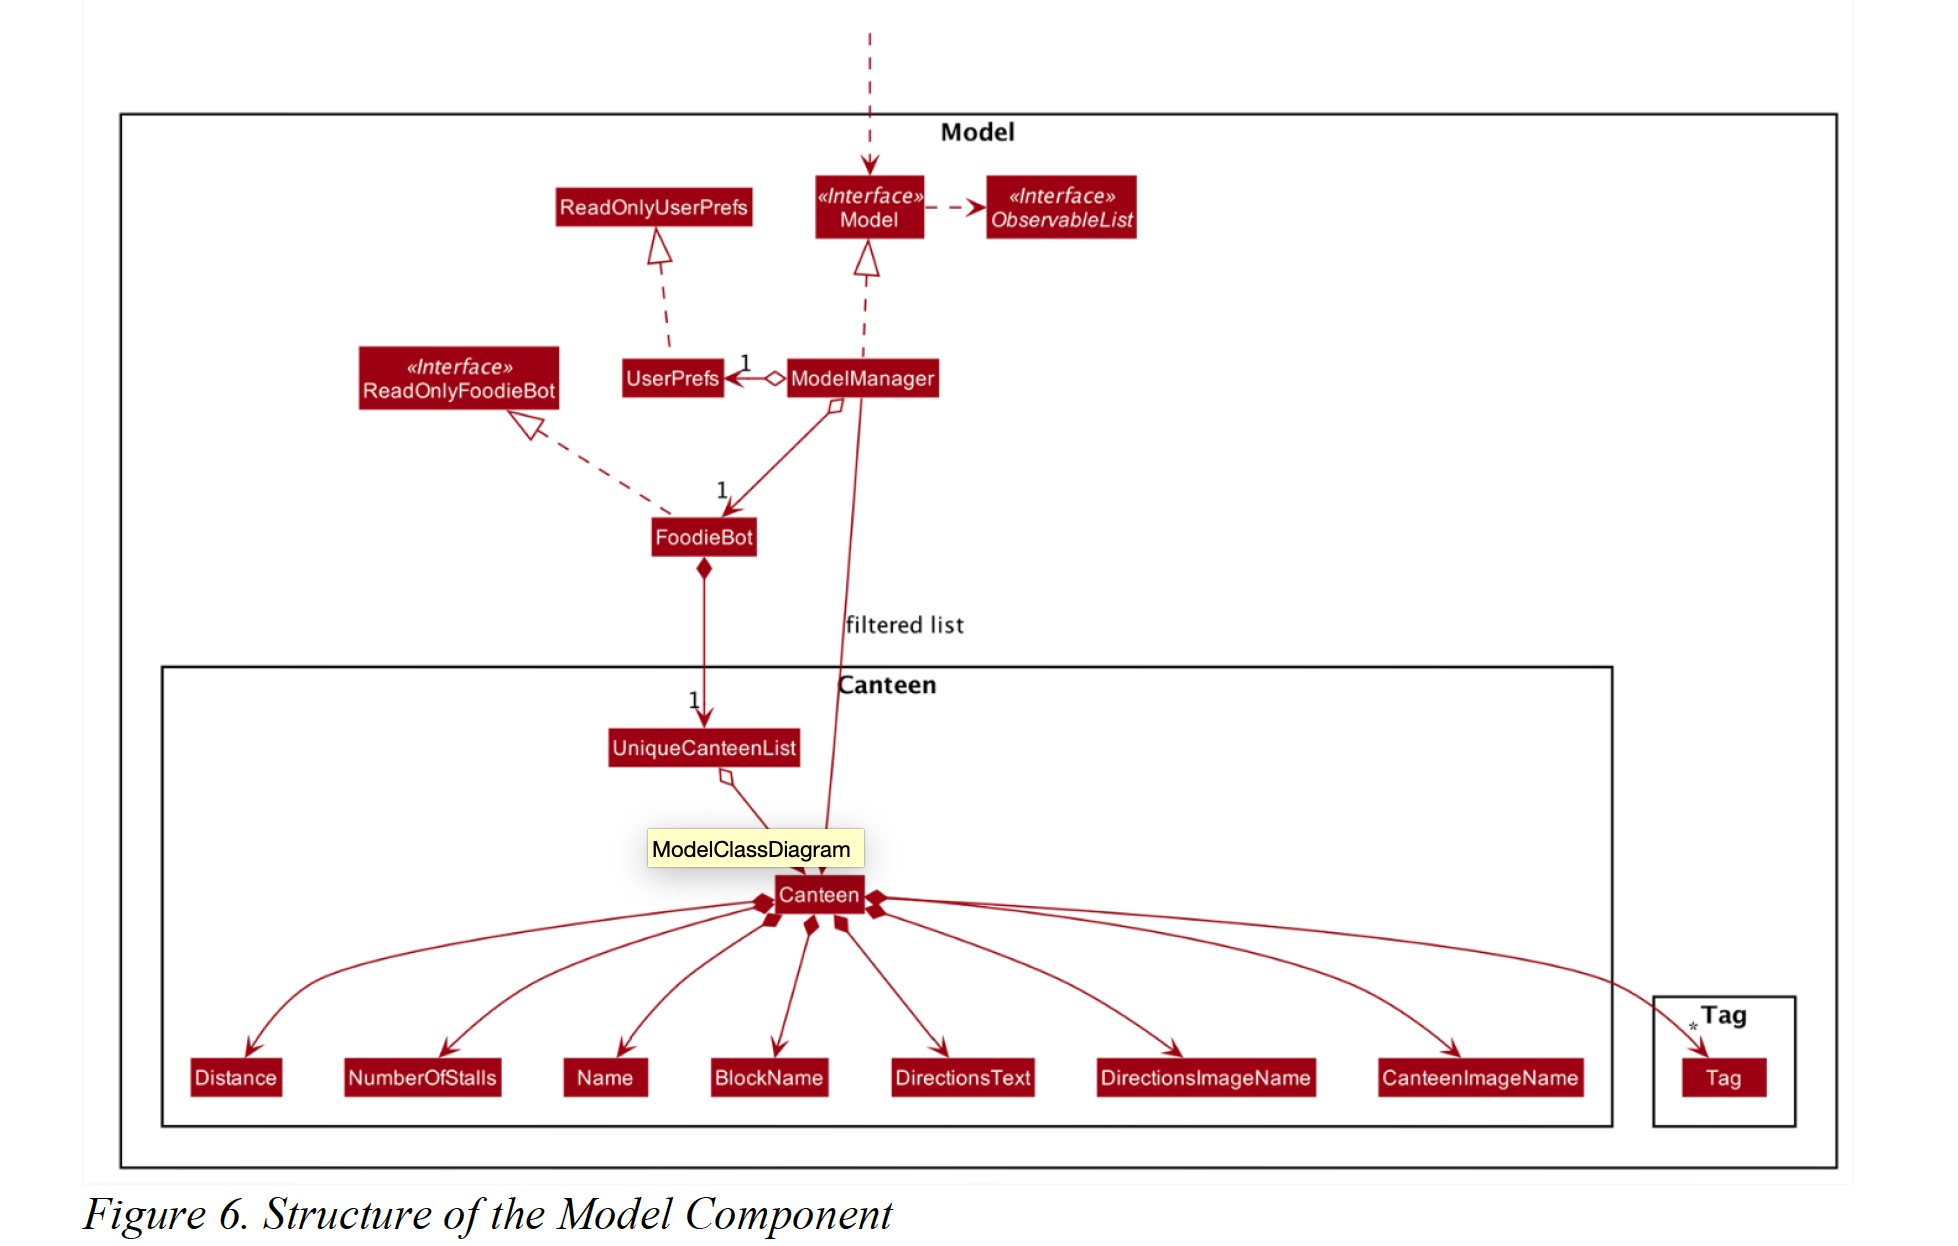 Model
«Interface»
Model
«Interface»
ObservableList
ReadOnlyUserPrefs
«Interface»
ReadOnlyFoodieBot
UserPrefs
1
ModelManager
1
FoodieBot
filtered list
Canteen
1
UniqueCanteenList
ModelClassDiagram
Canteen
Tag
*
Distance
NumberOfStalls
Name
BlockName
DirectionsText
DirectionsImageName
CanteenImageName
Tag
Figure 6. Structure of the Model Component